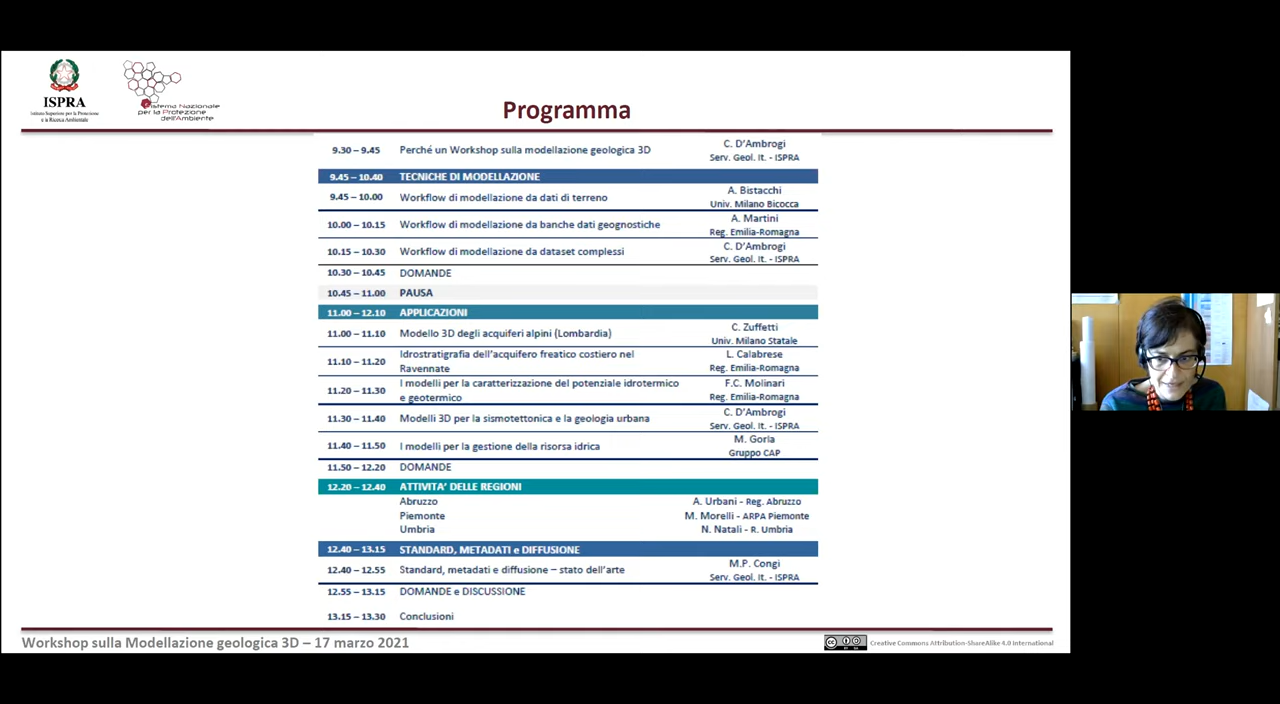 ISPRA
Istituto Superiore per la Protezione
e la Ricerca Ambientale
Sistema Nazionale
per la Protezione
dell'Ambiente
Programma
9.30 – 9.45 Perché un Workshop sulla modellazione geologica 3D C. D'Ambrogi
Serv. Geol. It. - ISPRA
9.45 – 10.40 TECNICHE DI MODELLAZIONE
9.45 – 10.00 Workflow di modellazione da dati di terreno A. Bistacchi
Univ. Milano Bicocca
10.00 – 10.15 Workflow di modellazione da banche dati geognostiche A. Martini
Reg. Emilia-Romagna
10.15 – 10.30 Workflow di modellazione da dataset complessi C. D'Ambrogi
Serv. Geol. It. - ISPRA
10.30 – 10.45 DOMANDE
10.45 – 11.00 PAUSA
11.00 – 12.10 APPLICAZIONI
11.00 – 11.10 Modello 3D degli acquiferi alpini (Lombardia) C. Zuffetti
Univ. Milano Statale
11.10 – 11.20 Idrostratigrafia dell'acquifero freatico costiero nel L. Calabrese
Ravennate Reg. Emilia-Romagna
11.20 – 11.30 I modelli per la caratterizzazione del potenziale idrotermico F.C. Molinari
e geotermico Reg. Emilia-Romagna
11.30 – 11.40 Modelli 3D per la sismotettonica e la geologia urbana C. D'Ambrogi
Serv. Geol. It. - ISPRA
11.40 – 11.50 I modelli per la gestione della risorsa idrica M. Gorla
Gruppo CAP
11.50 – 12.20 DOMANDE
12.20 – 12.40 ATTIVITA' DELLE REGIONI
Abruzzo A. Urbani - Reg. Abruzzo
Piemonte M. Morelli - ARPA Piemonte
Umbria N. Natali - R. Umbria
12.40 – 13.15 STANDARD, METADATI e DIFFUSIONE
12.40 – 12.55 Standard, metadati e diffusione – stato dell'arte M.P. Congi
Serv. Geol. It. - ISPRA
12.55 – 13.15 DOMANDE e DISCUSSIONE
13.15 – 13.30 Conclusioni
Workshop sulla Modellazione geologica 3D – 17 marzo 2021
CC BY SA Creative Commons Attribution-ShareAlike 4.0 International